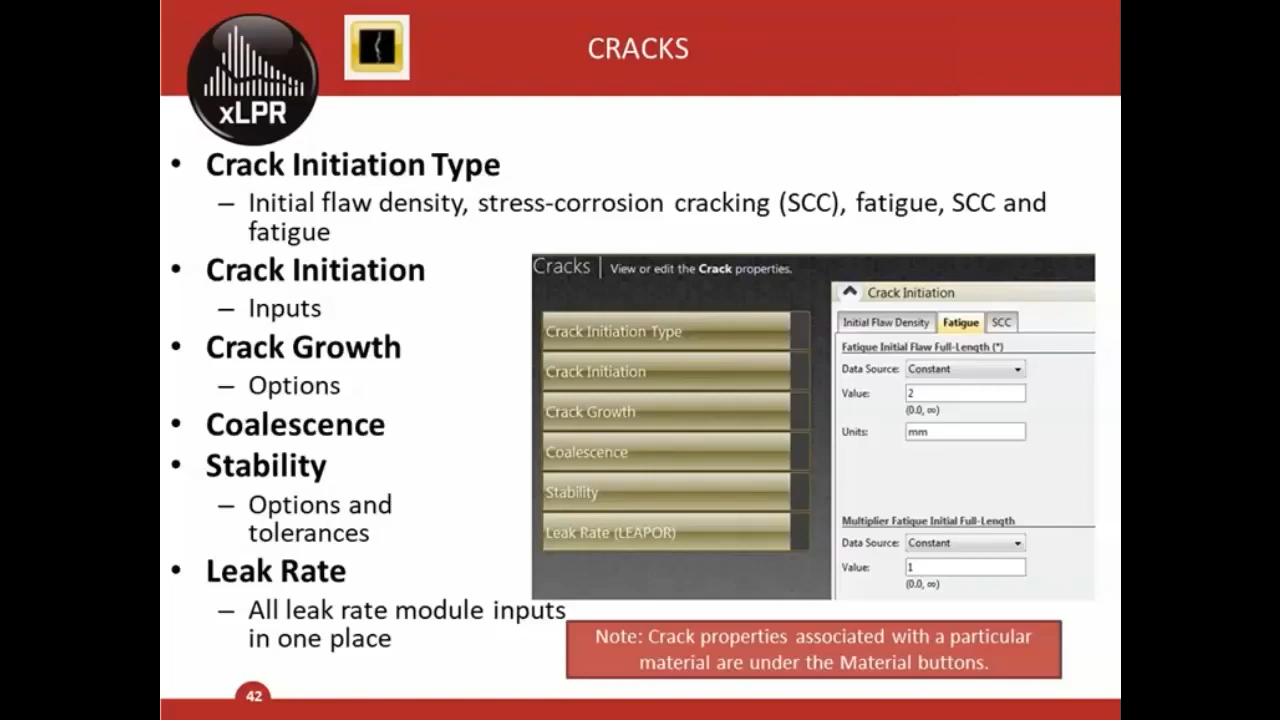 CRACKS
xLPR
• Crack Initiation Type
– Initial flaw density, stress-corrosion cracking (SCC), fatigue, SCC and
fatigue
• Crack Initiation
– Inputs
• Crack Growth
– Options
• Coalescence
• Stability
– Options and
tolerances
• Leak Rate
– All leak rate module inputs
in one place
Cracks | View or edit the Crack properties.
Crack Initiation Type
Crack Initiation
Crack Growth
Coalescence
Stability
Leak Rate (LEAPOR)
Crack Initiation
Initial Flaw Density Fatigue SCC
Fatigue Initial Flaw Full-Length (*)
Data Source: Constant
Value: 2
(0.0, ∞)
Units: mm
Multiplier Fatigue Initial Full-Length
Data Source: Constant
Value: 1
(0.0, ∞)
Note: Crack properties associated with a particular
material are under the Material buttons.
42